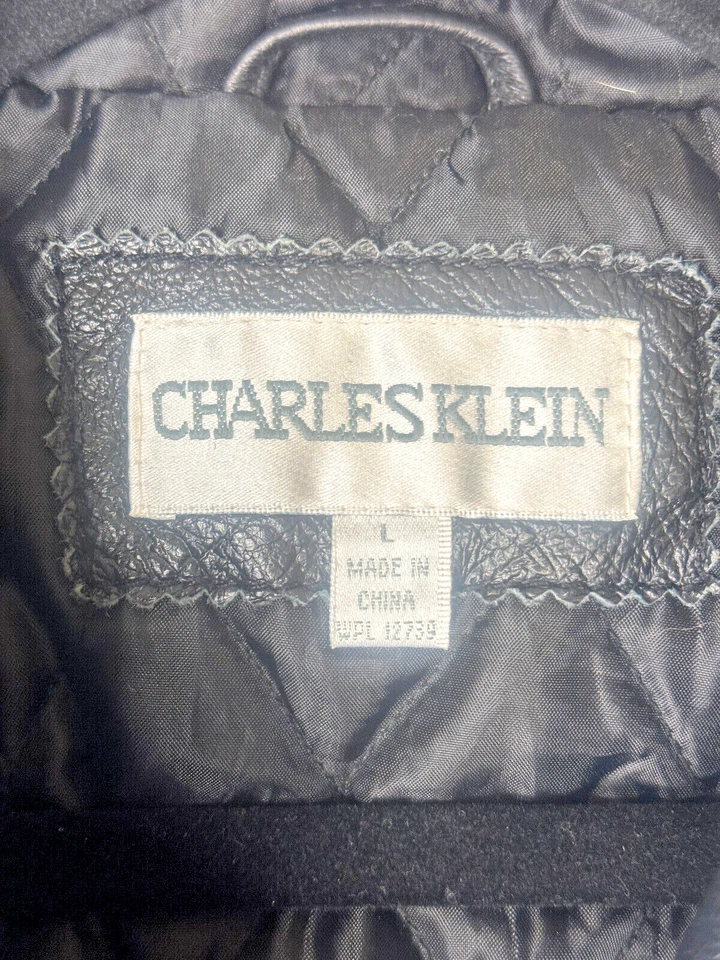 CHARLES KLEIN
L
MADE IN
CHINA
WPL 12739